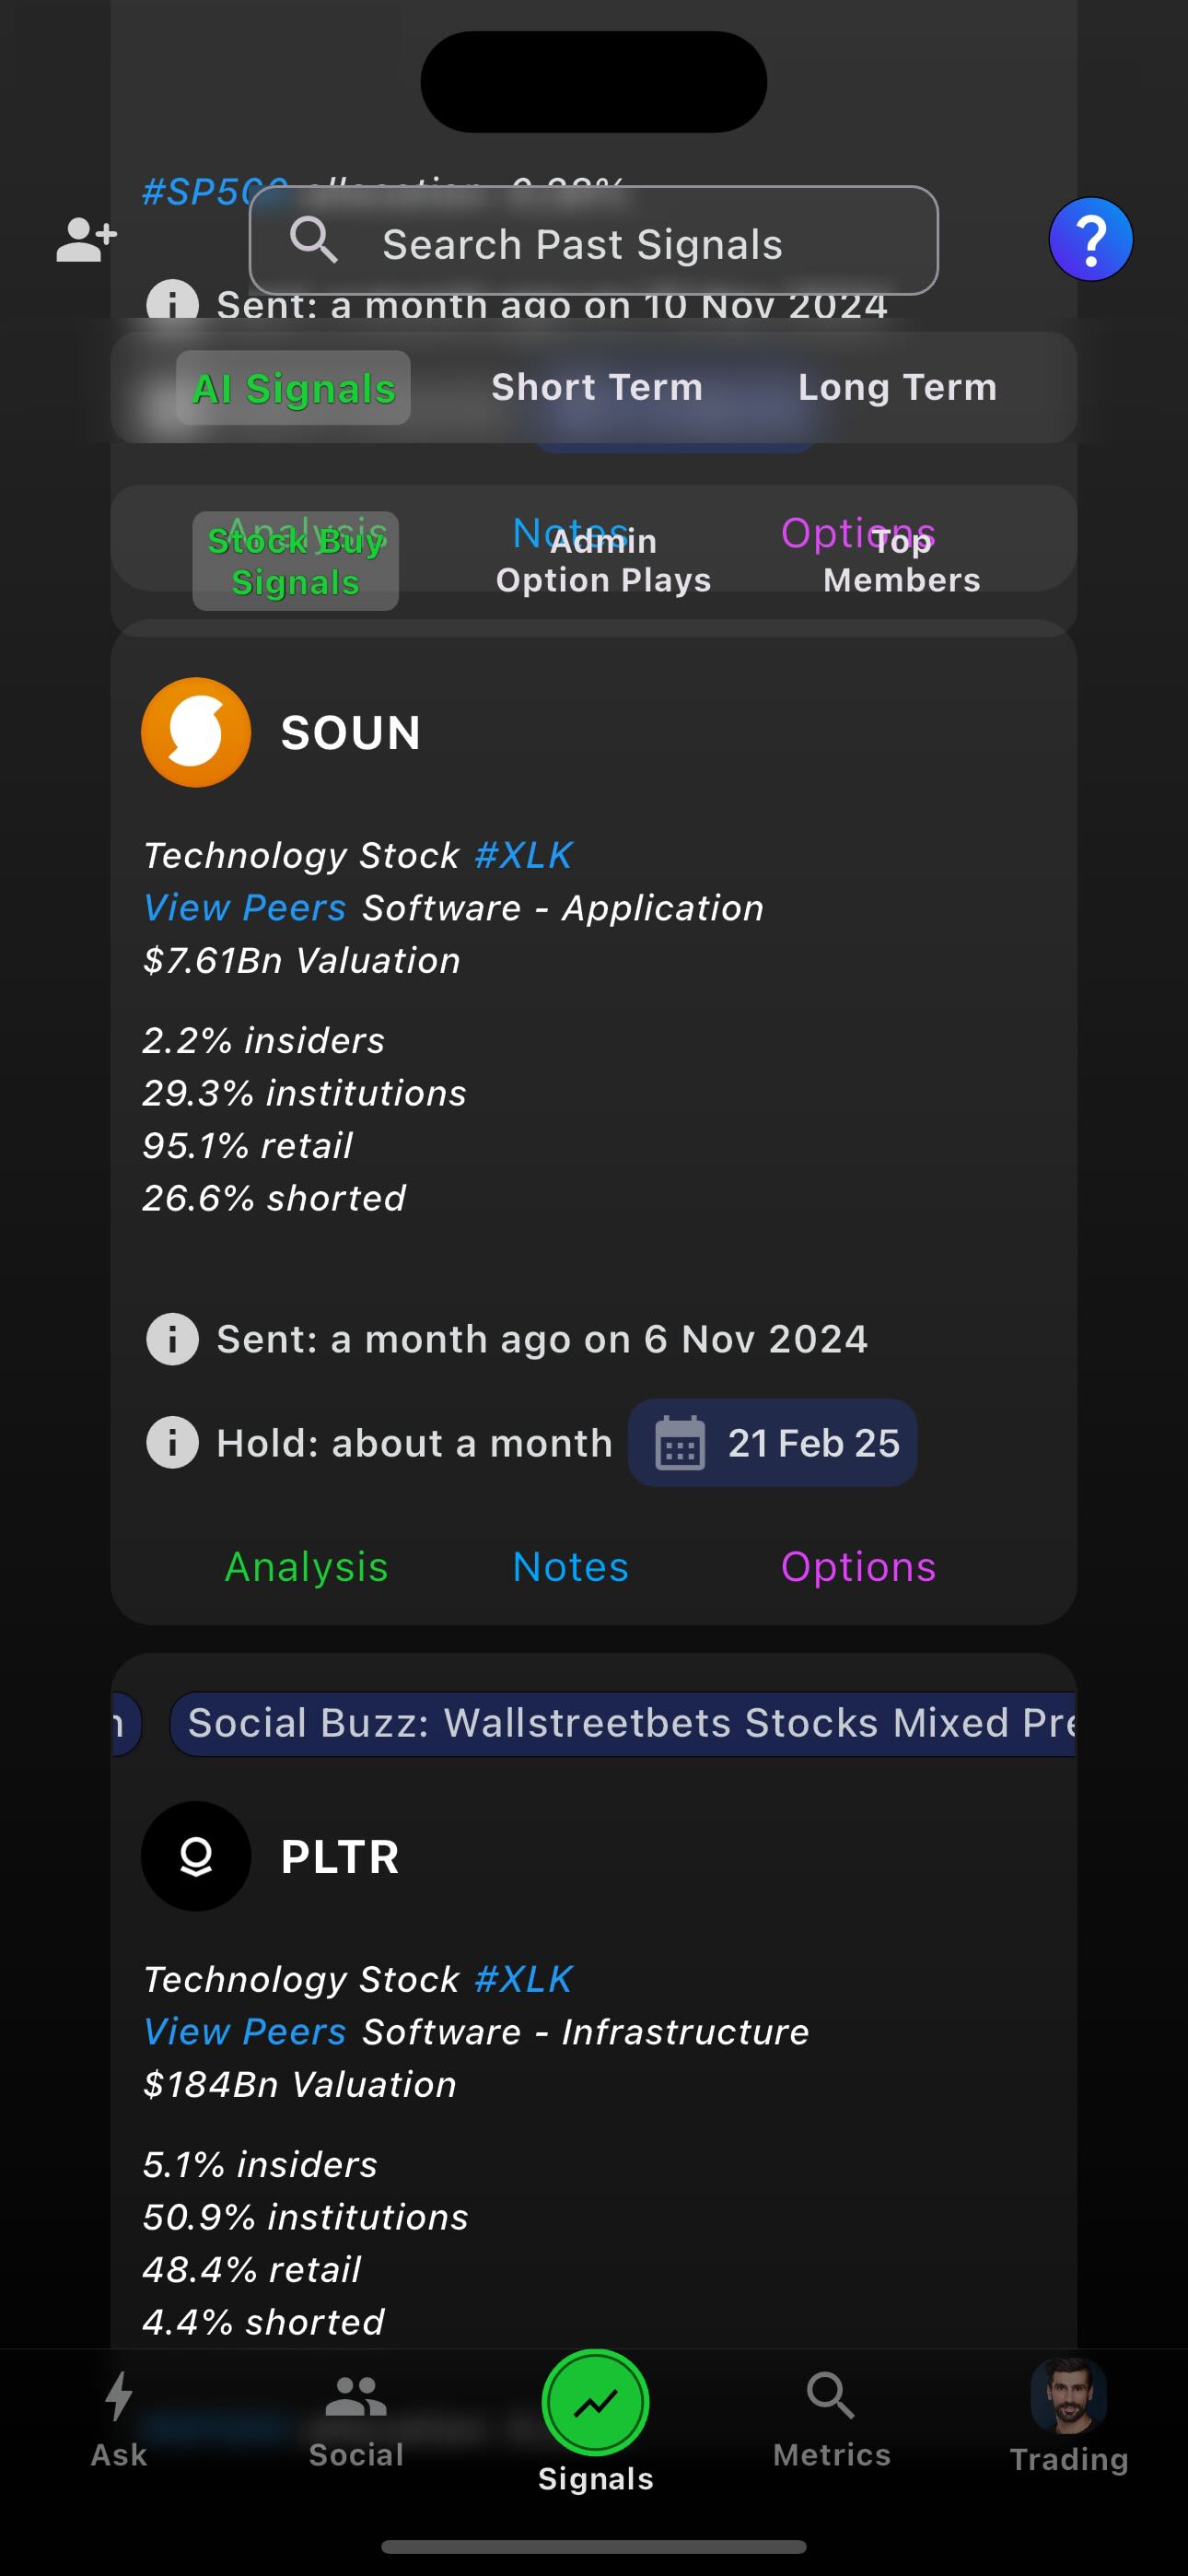 #SP500 allocation
Search Past Signals
Sent: a month ago on 10 Nov 2024
AI Signals Short Term Long Term
Analysis Notes Options
Stock Buy Signals
Admin Option Plays
Top Members
SOUN
Technology Stock #XLK
View Peers Software - Application
$7.61Bn Valuation
2.2% insiders
29.3% institutions
95.1% retail
26.6% shorted
Sent: a month ago on 6 Nov 2024
Hold: about a month 21 Feb 25
Analysis Notes Options
Social Buzz: Wallstreetbets Stocks Mixed Pre
PLTR
Technology Stock #XLK
View Peers Software - Infrastructure
$184Bn Valuation
5.1% insiders
50.9% institutions
48.4% retail
4.4% shorted
Ask Social Signals Metrics Trading